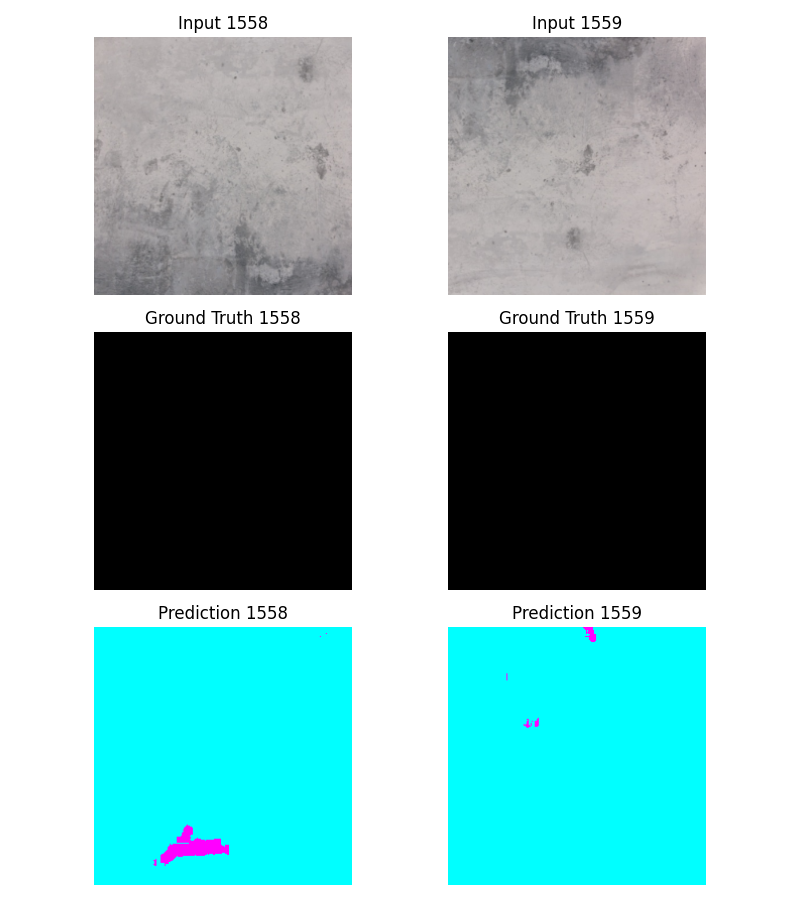 Input 1558
Input 1559
Ground Truth 1558
Ground Truth 1559
Prediction 1558
Prediction 1559